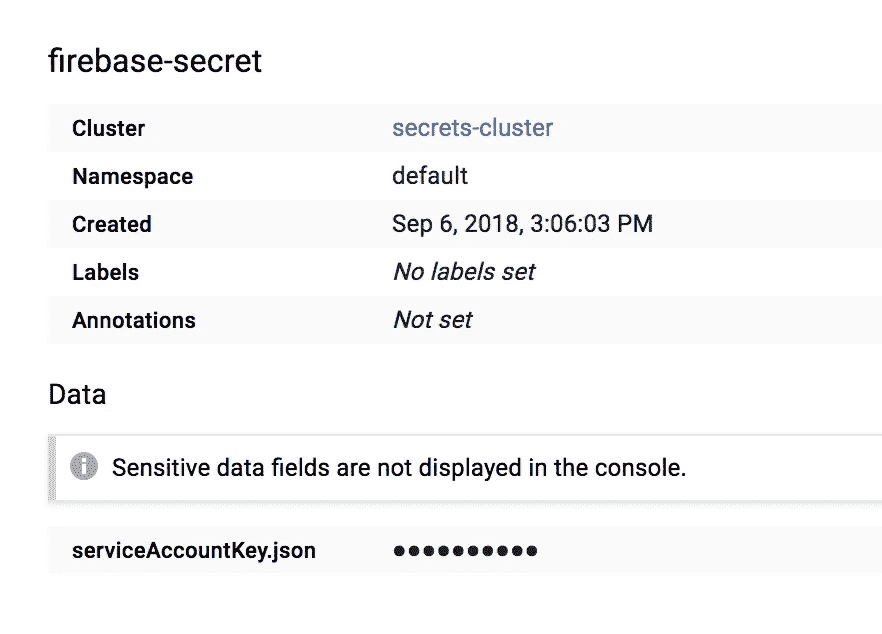 firebase-secret
Cluster secrets-cluster
Namespace default
Created Sep 6, 2018, 3:06:03 PM
Labels No labels set
Annotations Not set
Data
Sensitive data fields are not displayed in the console.
serviceAccountKey.json ••••••••••